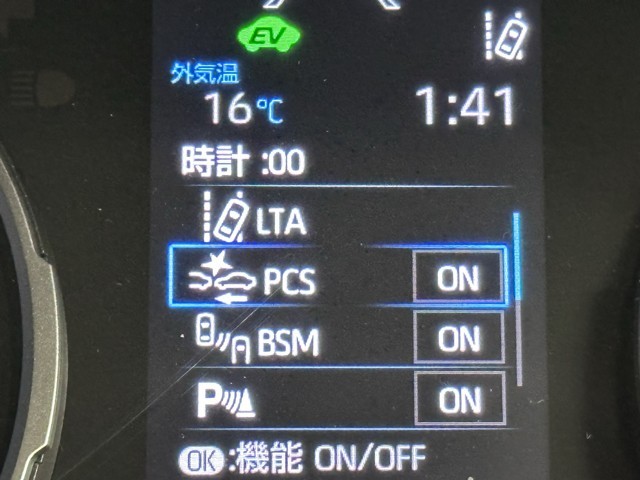 EV
外気温
16℃ 1:41
時計 :00
LTA
PCS ON
BSM ON
P ON
OK:機能 ON/OFF